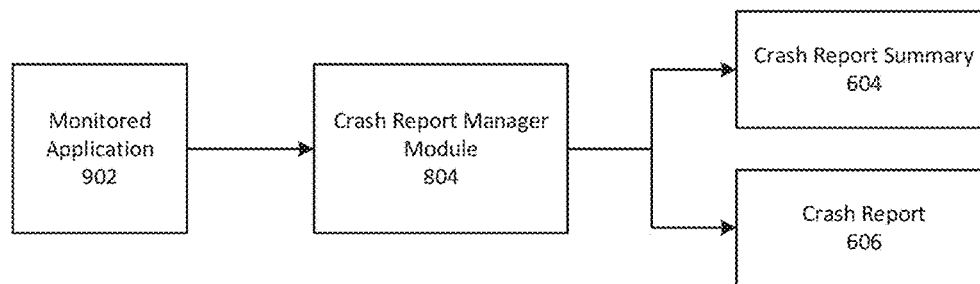 Monitored
Application
902
Crash Report Manager
Module
804
Crash Report Summary
604
Crash Report
606